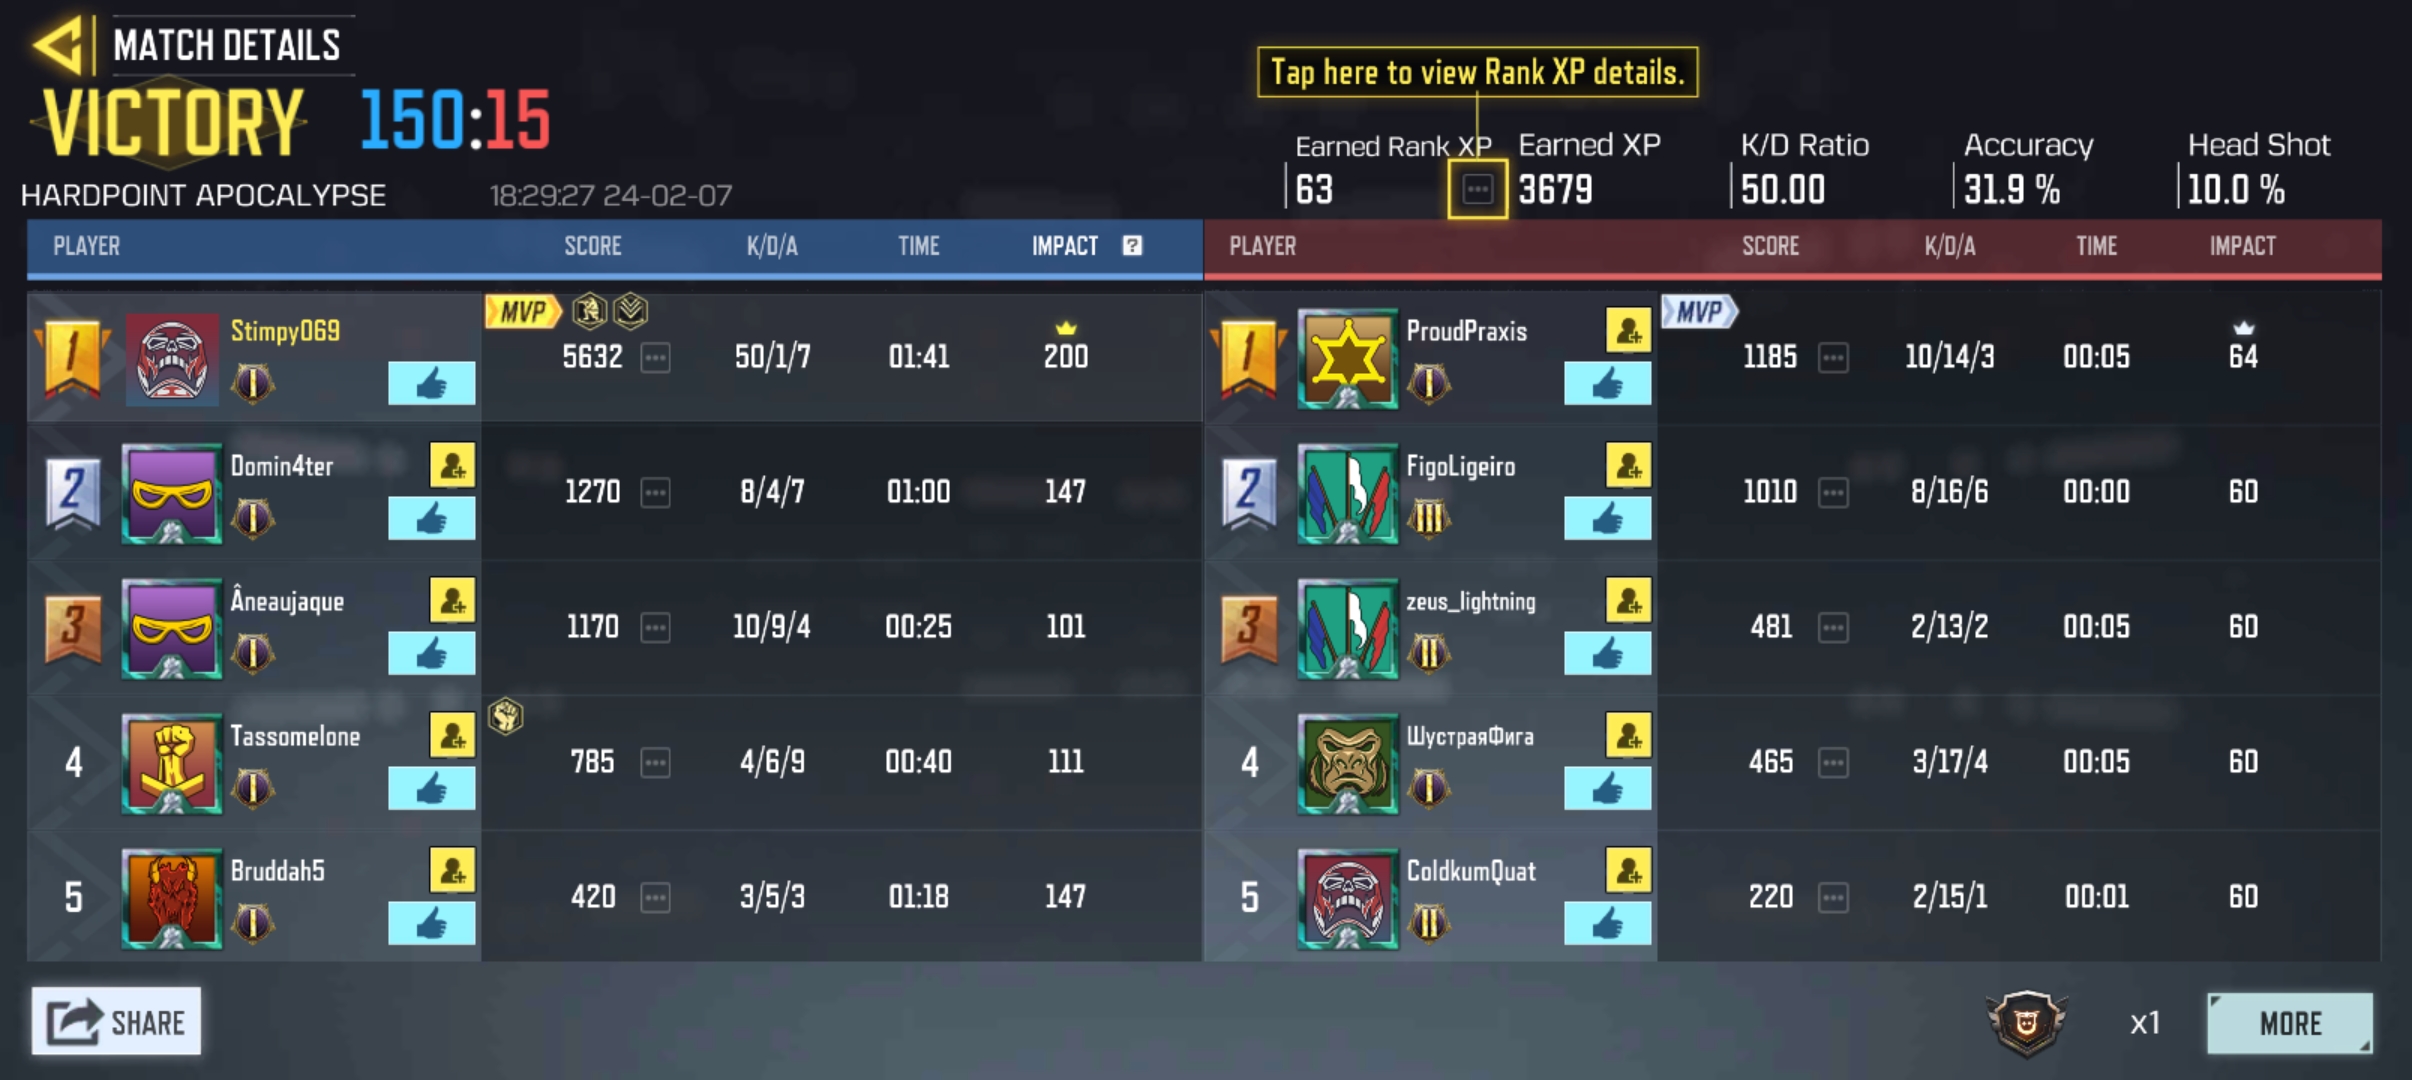 MATCH DETAILS
Tap here to view Rank XP details.
VICTORY 150:15
Earned Rank XP Earned XP K/D Ratio Accuracy Head Shot
63 3679 50.00 31.9 % 10.0 %
HARDPOINT APOCALYPSE 18:29:27 24-02-07
PLAYER SCORE K/D/A TIME IMPACT ?
1 Stimpy069 MVP 5632 50/1/7 01:41 200
2 Domin4ter 1270 8/4/7 01:00 147
3 Âneaujaque 1170 10/9/4 00:25 101
4 Tassomelone 785 4/6/9 00:40 111
5 Bruddah5 420 3/5/3 01:18 147
PLAYER SCORE K/D/A TIME IMPACT
1 ProudPraxis MVP 1185 10/14/3 00:05 64
2 FigoLigeiro 1010 8/16/6 00:00 60
3 zeus_lightning 481 2/13/2 00:05 60
4 ШустраяФига 465 3/17/4 00:05 60
5 ColdkumQuat 220 2/15/1 00:01 60
SHARE
x1
MORE